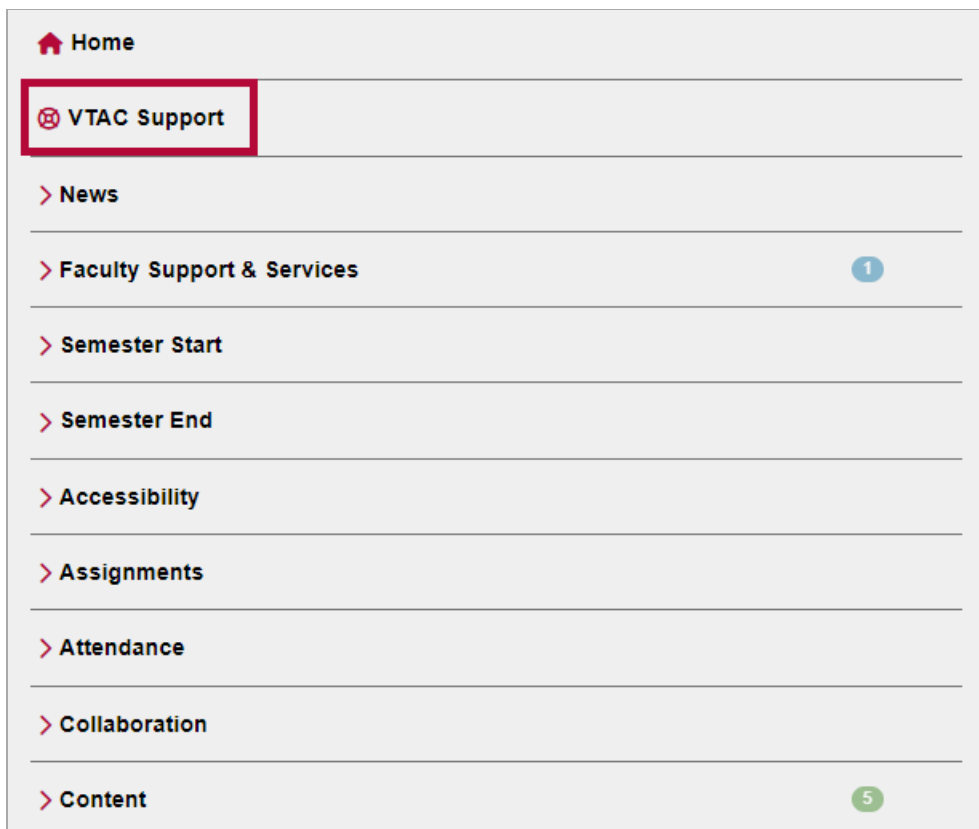 Home
VTAC Support
News
Faculty Support & Services 1
Semester Start
Semester End
Accessibility
Assignments
Attendance
Collaboration
Content 5